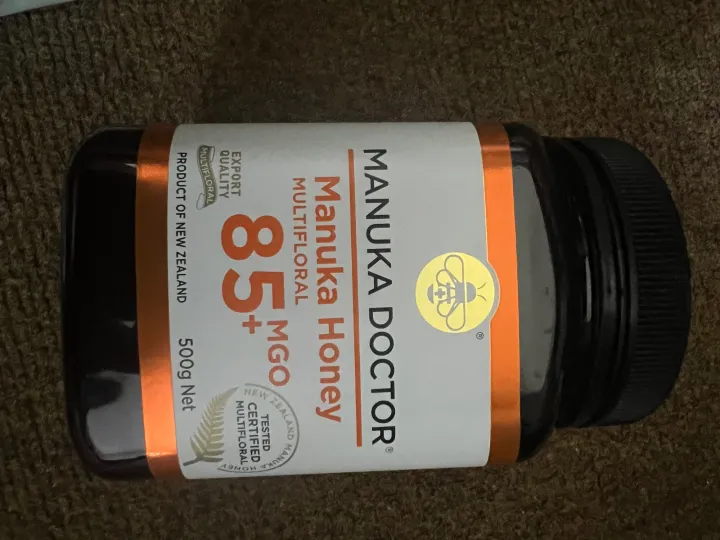 ®
MANUKA DOCTOR®
Manuka Honey
MULTIFLORAL
85+
MGO
EXPORT
QUALITY
MULTIFLORAL
NEW ZEALAND MANUKA HONEY
TESTED
CERTIFIED
MULTIFLORAL
PRODUCT OF NEW ZEALAND
500g Net